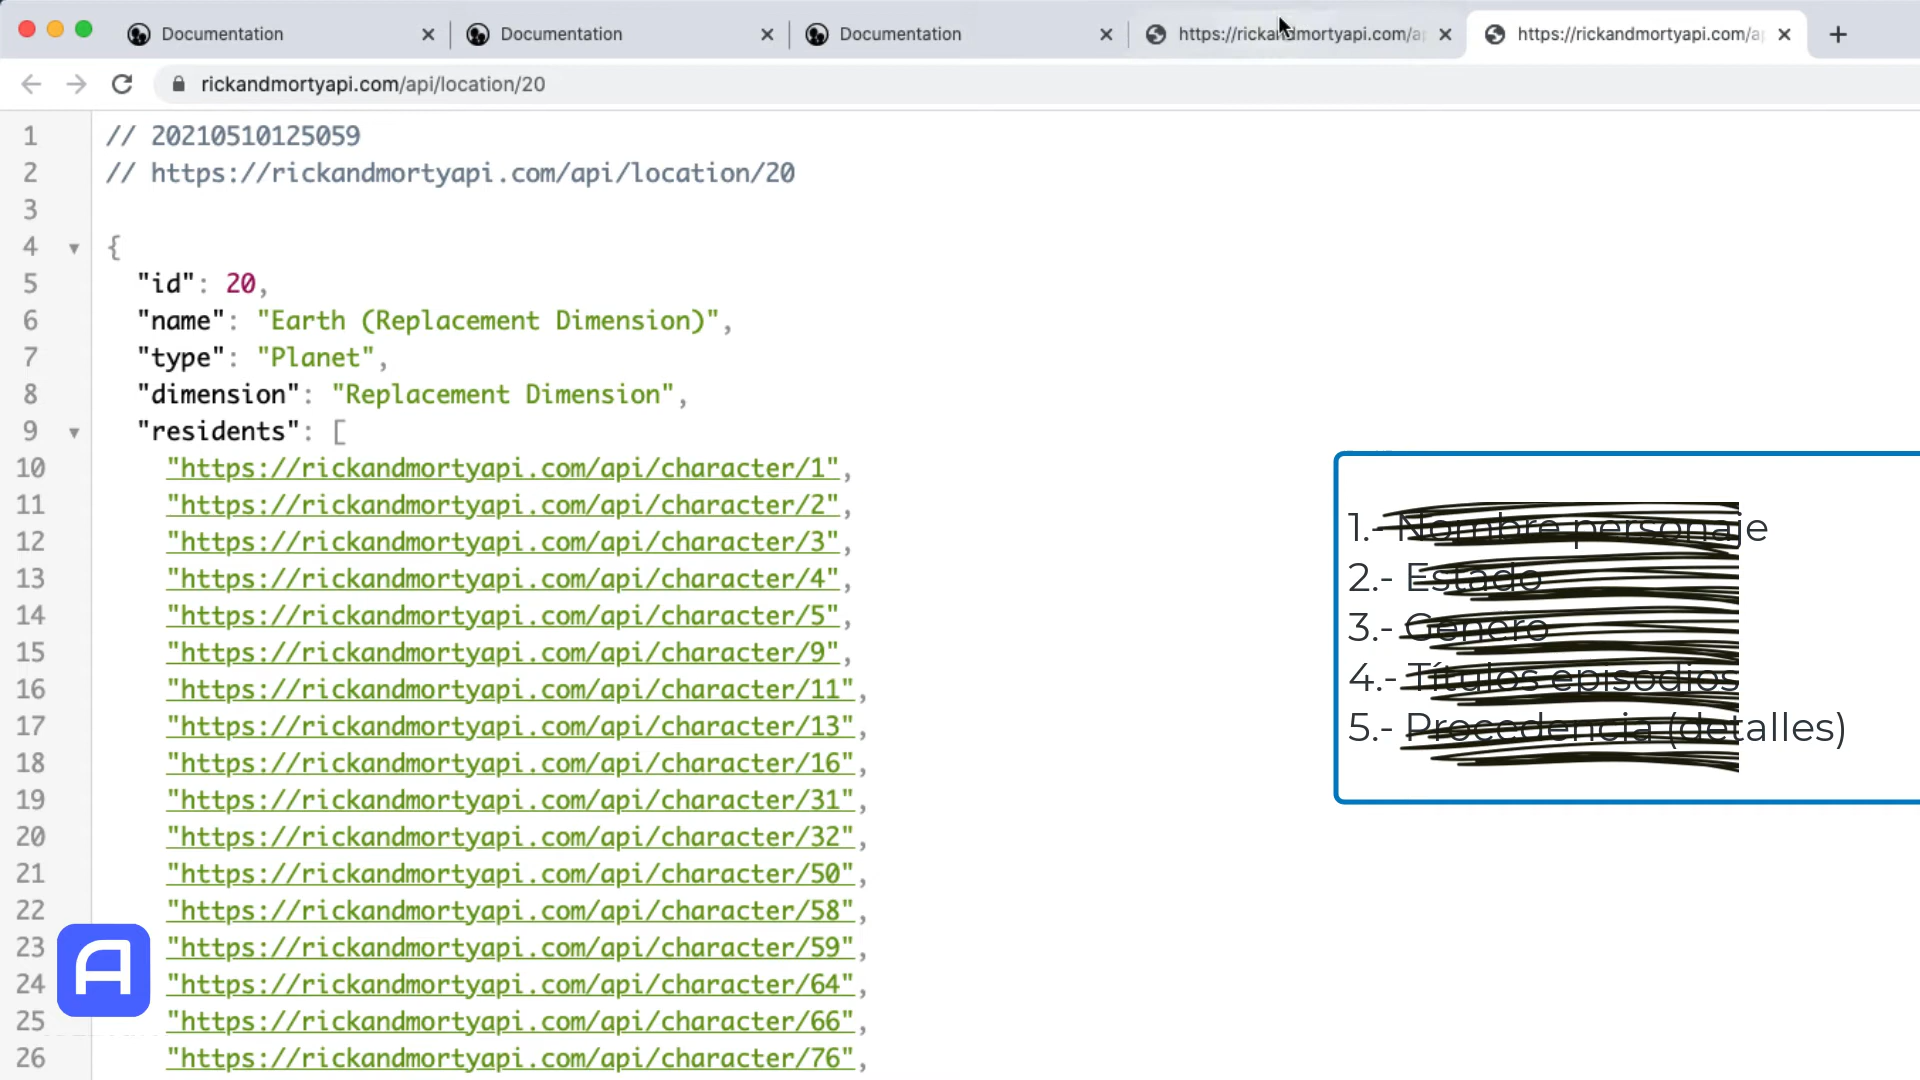 Documentation
Documentation
Documentation
https://rickandmortyapi.com/ap
https://rickandmortyapi.com/ap
rickandmortyapi.com/api/location/20
1 // 20210510125059
2 // https://rickandmortyapi.com/api/location/20
3
4 {
5 "id": 20,
6 "name": "Earth (Replacement Dimension)",
7 "type": "Planet",
8 "dimension": "Replacement Dimension",
9 "residents": [
10 "https://rickandmortyapi.com/api/character/1",
11 "https://rickandmortyapi.com/api/character/2",
12 "https://rickandmortyapi.com/api/character/3",
13 "https://rickandmortyapi.com/api/character/4",
14 "https://rickandmortyapi.com/api/character/5",
15 "https://rickandmortyapi.com/api/character/9",
16 "https://rickandmortyapi.com/api/character/11",
17 "https://rickandmortyapi.com/api/character/13",
18 "https://rickandmortyapi.com/api/character/16",
19 "https://rickandmortyapi.com/api/character/31",
20 "https://rickandmortyapi.com/api/character/32",
21 "https://rickandmortyapi.com/api/character/50",
22 "https://rickandmortyapi.com/api/character/58",
23 "https://rickandmortyapi.com/api/character/59",
24 "https://rickandmortyapi.com/api/character/64",
25 "https://rickandmortyapi.com/api/character/66",
26 "https://rickandmortyapi.com/api/character/76",
1.- Nombre personaje
2.- Estado
3.- Género
4.- Títulos episodios
5.- Procedencia (detalles)
A